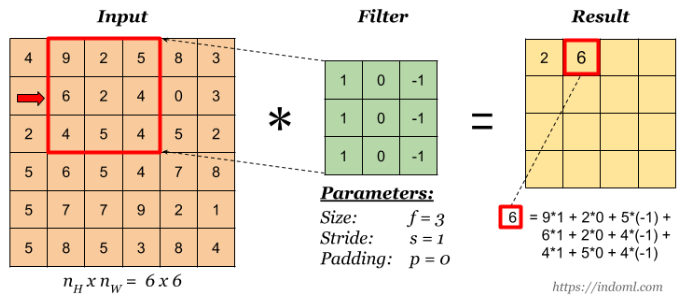 Input
Filter
Result
4 9 2 5 8 3
6 2 4 0 3
2 4 5 4 5 2
5 6 5 4 7 8
5 7 7 9 2 1
5 8 5 3 8 4
n_H x n_W = 6 x 6
*
1 0 -1
1 0 -1
1 0 -1
Parameters:
Size: f = 3
Stride: s = 1
Padding: p = 0
=
2 6
6 = 9*1 + 2*0 + 5*(-1) +
6*1 + 2*0 + 4*(-1) +
4*1 + 5*0 + 4*(-1)
https://indoml.com